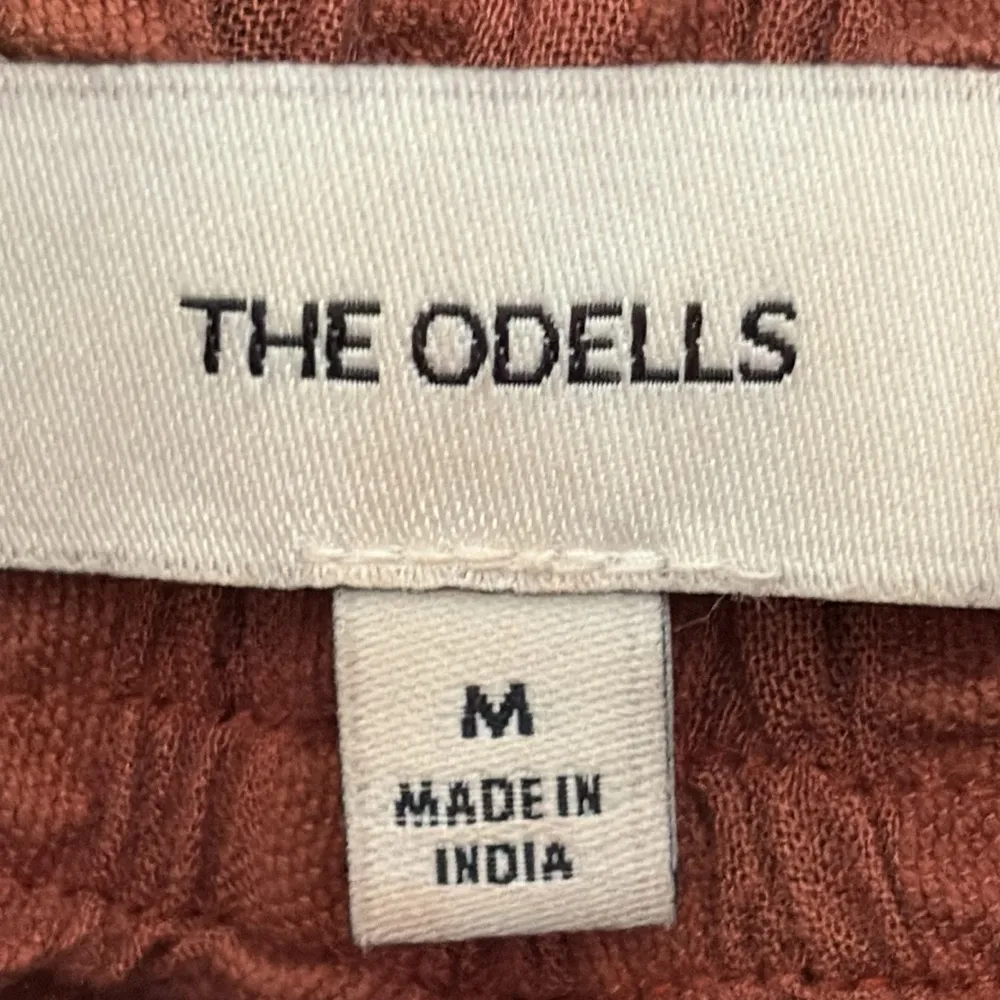 THE ODELLS
M
MADE IN
INDIA